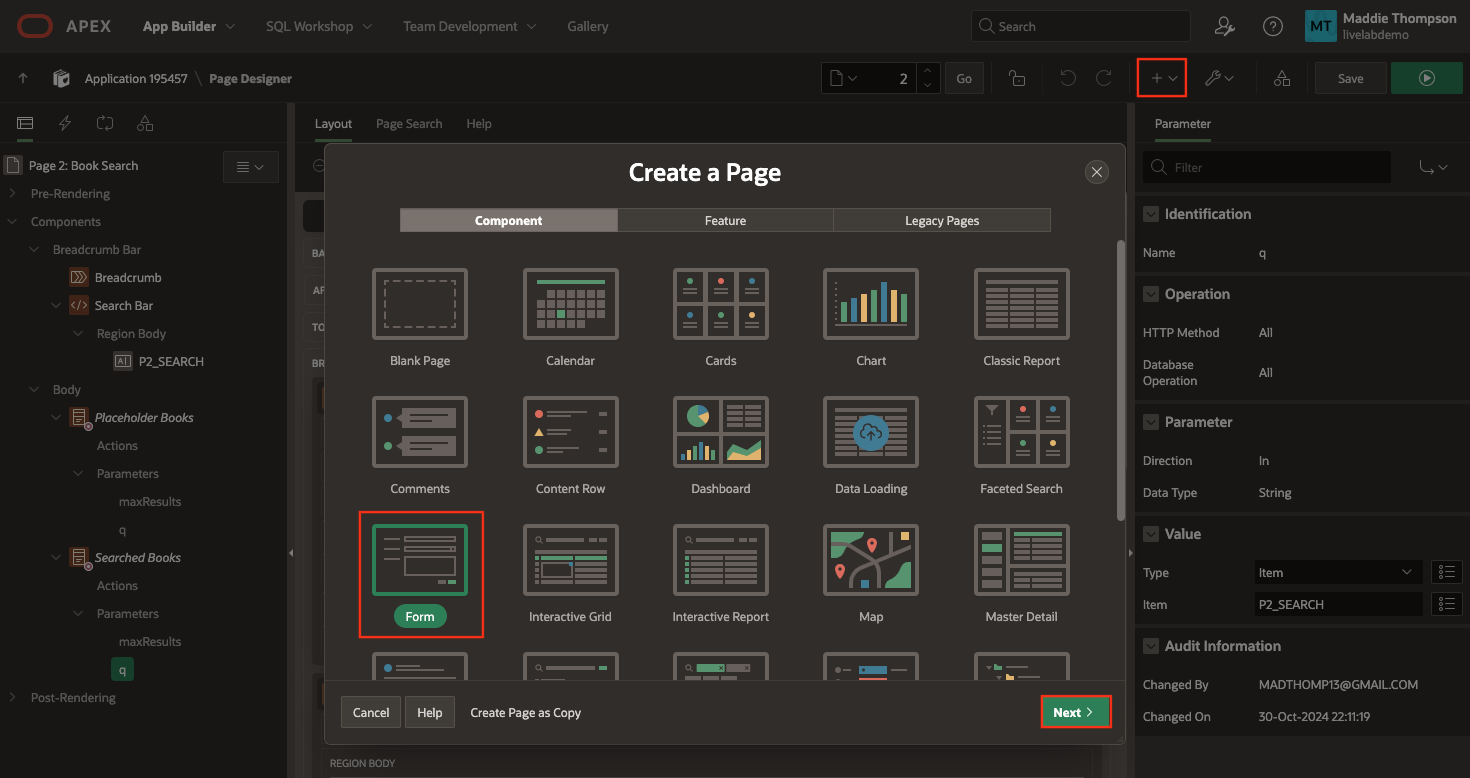 APEX
App Builder
SQL Workshop
Team Development
Gallery
Search
MT
Maddie Thompson
livelabdemo
Application 195457 \ Page Designer
2
Go
Save
Layout
Page Search
Help
Parameter
Page 2: Book Search
Pre-Rendering
Components
Breadcrumb Bar
Breadcrumb
Search Bar
Region Body
P2_SEARCH
Body
Placeholder Books
Actions
Parameters
maxResults
q
Searched Books
Actions
Parameters
maxResults
q
Post-Rendering
BA
AF
TO
BR
Create a Page
Component
Feature
Legacy Pages
Blank Page
Calendar
Cards
Chart
Classic Report
Comments
Content Row
Dashboard
Data Loading
Faceted Search
Form
Interactive Grid
Interactive Report
Map
Master Detail
Cancel
Help
Create Page as Copy
Next
REGION BODY
Filter
Identification
Name q
Operation
HTTP Method All
Database
Operation All
Parameter
Direction In
Data Type String
Value
Type Item
Item P2_SEARCH
Audit Information
Changed By MADTHOMP13@GMAIL.COM
Changed On 30-Oct-2024 22:11:19